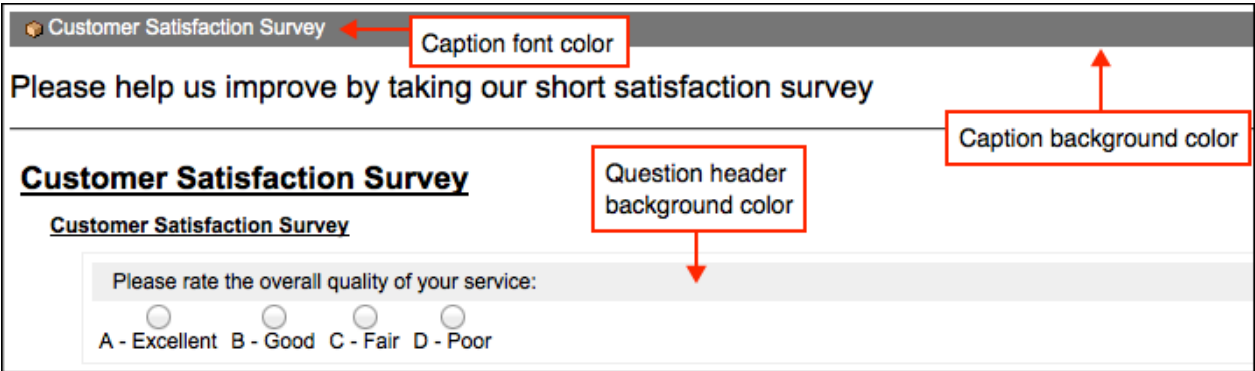 Customer Satisfaction Survey
Caption font color
Please help us improve by taking our short satisfaction survey
Caption background color
Customer Satisfaction Survey
Question header
background color
Customer Satisfaction Survey
Please rate the overall quality of your service:
A - Excellent B - Good C - Fair D - Poor